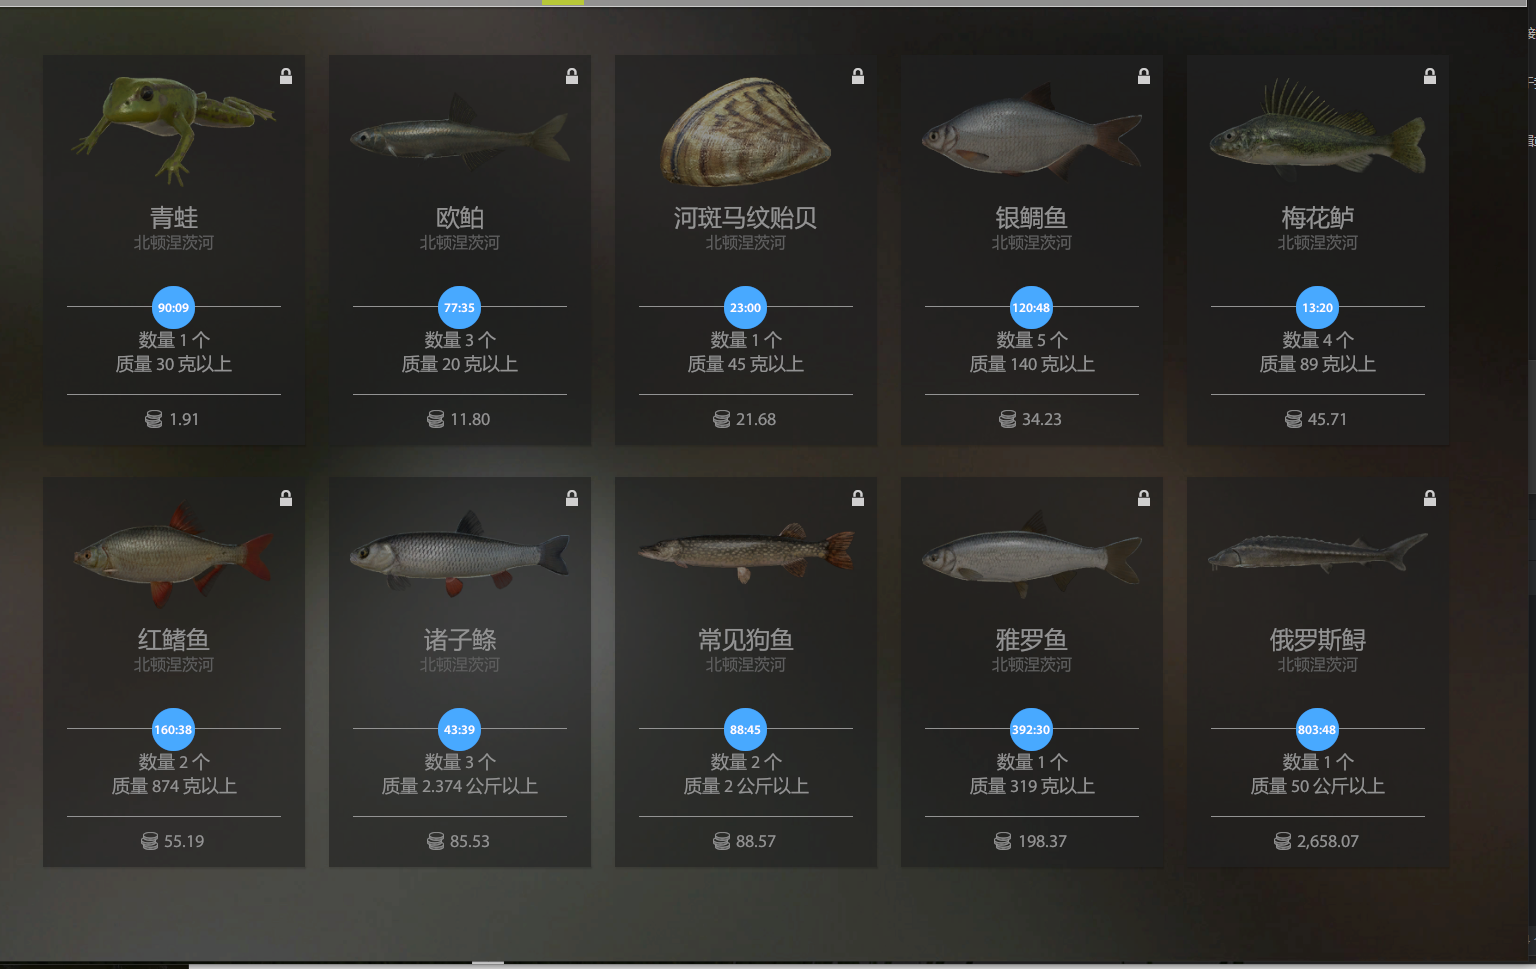 青蛙
北顿涅茨河
90:09
数量 1 个
质量 30 克以上
1.91
欧鲌
北顿涅茨河
77:35
数量 3 个
质量 20 克以上
11.80
河斑马纹贻贝
北顿涅茨河
23:00
数量 1 个
质量 45 克以上
21.68
银鲷鱼
北顿涅茨河
120:48
数量 5 个
质量 140 克以上
34.23
梅花鲈
北顿涅茨河
13:20
数量 4 个
质量 89 克以上
45.71
红鳍鱼
北顿涅茨河
160:38
数量 2 个
质量 874 克以上
55.19
诸子鲦
北顿涅茨河
43:39
数量 3 个
质量 2.374 公斤以上
85.53
常见狗鱼
北顿涅茨河
88:45
数量 2 个
质量 2 公斤以上
88.57
雅罗鱼
北顿涅茨河
392:30
数量 1 个
质量 319 克以上
198.37
俄罗斯鲟
北顿涅茨河
803:48
数量 1 个
质量 50 公斤以上
2,658.07